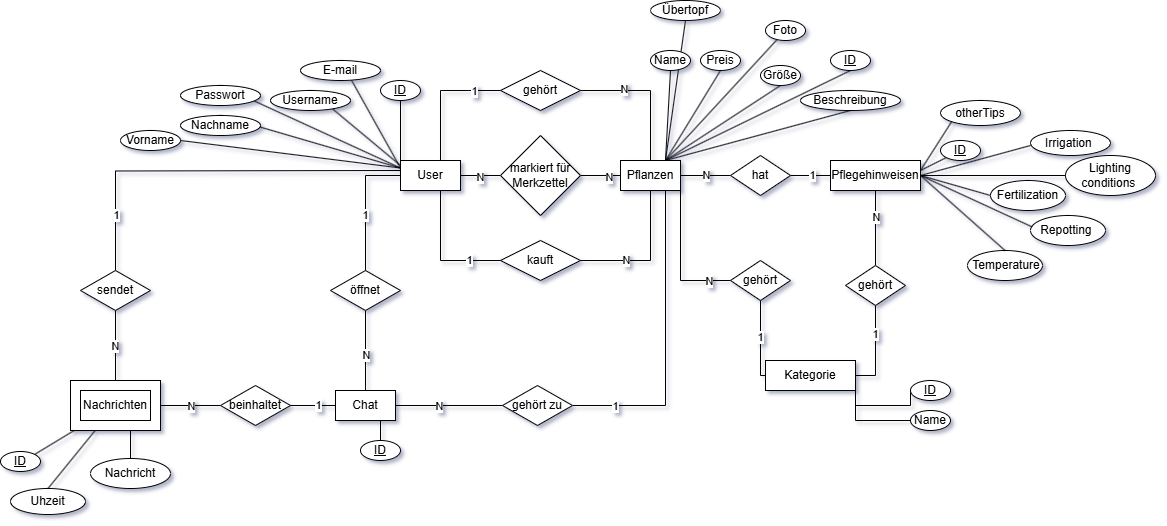 Übertopf
Foto
Name
Preis
ID
E-mail
Größe
ID
gehört
Passwort
Username
1
N
Beschreibung
Nachname
otherTips
Vorname
Irrigation
ID
markiert für
Merkzettel
User
N
N
Pflanzen
N
hat
1
Pflegehinweisen
Lighting
conditions
Fertilization
1
1
N
Repotting
1
kauft
N
Temperature
sendet
öffnet
N
gehört
gehört
1
1
N
N
Kategorie
ID
Nachrichten
N
beinhaltet
1
Chat
N
gehört zu
1
Name
ID
ID
Nachricht
Uhzeit